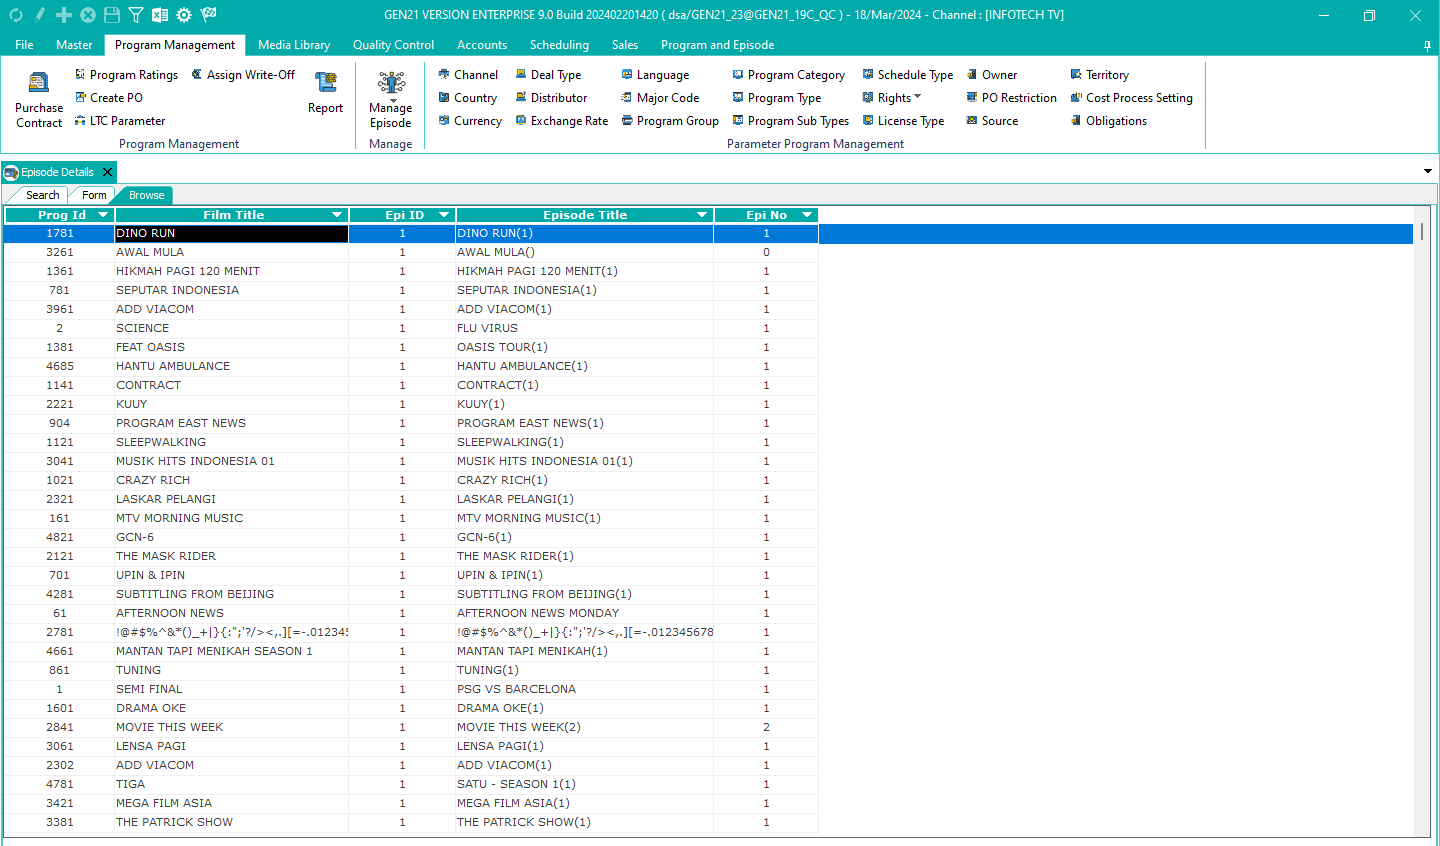 GEN21 VERSION ENTERPRISE 9.0 Build 202402201420 ( dsa/GEN21_23@GEN21_19C_QC ) - 18/Mar/2024 - Channel : [INFOTECH TV]
File Master Program Management Media Library Quality Control Accounts Scheduling Sales Program and Episode
Program Ratings Assign Write-Off Channel Deal Type Language Program Category Schedule Type Owner Territory
Purchase Contract Create PO Report Manage Episode Country Distributor Major Code Program Type Rights PO Restriction Cost Process Setting
LTC Parameter Currency Exchange Rate Program Group Program Sub Types License Type Source Obligations
Program Management Manage Parameter Program Management
Episode Details
Search Form Browse
Prog Id Film Title Epi ID Episode Title Epi No
1781 DINO RUN 1 DINO RUN(1) 1
3261 AWAL MULA 1 AWAL MULA() 0
1361 HIKMAH PAGI 120 MENIT 1 HIKMAH PAGI 120 MENIT(1) 1
781 SEPUTAR INDONESIA 1 SEPUTAR INDONESIA(1) 1
3961 ADD VIACOM 1 ADD VIACOM(1) 1
2 SCIENCE 1 FLU VIRUS 1
1381 FEAT OASIS 1 OASIS TOUR(1) 1
4685 HANTU AMBULANCE 1 HANTU AMBULANCE(1) 1
1141 CONTRACT 1 CONTRACT(1) 1
2221 KUUY 1 KUUY(1) 1
904 PROGRAM EAST NEWS 1 PROGRAM EAST NEWS(1) 1
1121 SLEEPWALKING 1 SLEEPWALKING(1) 1
3041 MUSIK HITS INDONESIA 01 1 MUSIK HITS INDONESIA 01(1) 1
1021 CRAZY RICH 1 CRAZY RICH(1) 1
2321 LASKAR PELANGI 1 LASKAR PELANGI(1) 1
161 MTV MORNING MUSIC 1 MTV MORNING MUSIC(1) 1
4821 GCN-6 1 GCN-6(1) 1
2121 THE MASK RIDER 1 THE MASK RIDER(1) 1
701 UPIN & IPIN 1 UPIN & IPIN(1) 1
4281 SUBTITLING FROM BEIJING 1 SUBTITLING FROM BEIJING(1) 1
61 AFTERNOON NEWS 1 AFTERNOON NEWS MONDAY 1
2781 !@#$%^&*()_+|}{:";'?/><,.][=-.012345 1 !@#$%^&*()_+|}{:";'?/><,.][=-.012345678 1
4661 MANTAN TAPI MENIKAH SEASON 1 1 MANTAN TAPI MENIKAH(1) 1
861 TUNING 1 TUNING(1) 1
1 SEMI FINAL 1 PSG VS BARCELONA 1
1601 DRAMA OKE 1 DRAMA OKE(1) 1
2841 MOVIE THIS WEEK 1 MOVIE THIS WEEK(2) 2
3061 LENSA PAGI 1 LENSA PAGI(1) 1
2302 ADD VIACOM 1 ADD VIACOM(1) 1
4781 TIGA 1 SATU - SEASON 1(1) 1
3421 MEGA FILM ASIA 1 MEGA FILM ASIA(1) 1
3381 THE PATRICK SHOW 1 THE PATRICK SHOW(1) 1